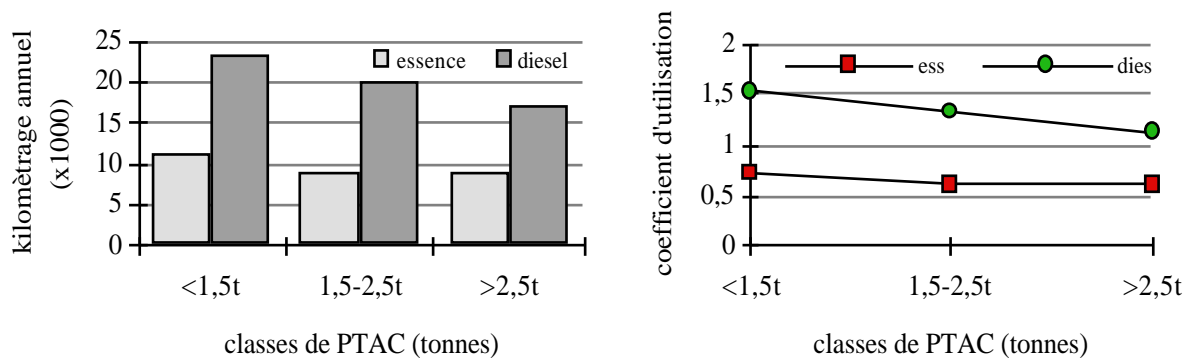 kilomètrage annuel
(x1000)
25
20
15
10
5
0
essence
diesel
<1,5t
1,5-2,5t
>2,5t
classes de PTAC (tonnes)
coefficient d'utilisation
2
1,5
1
0,5
0
ess
dies
<1,5t
1,5-2,5t
>2,5t
classes de PTAC (tonnes)